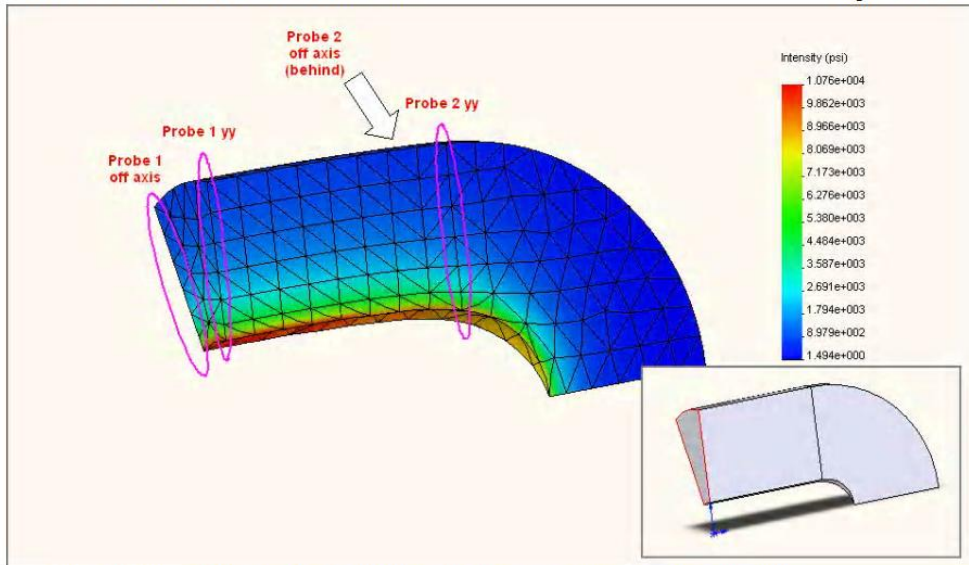 Probe 2
off axis
(behind)
Probe 1 yy
Probe 2 yy
Probe 1
off axis
Intensity (psi)
1.076e+004
9.862e+003
8.966e+003
8.069e+003
7.173e+003
6.276e+003
5.380e+003
4.484e+003
3.587e+003
2.691e+003
1.794e+003
8.979e+002
1.494e+000